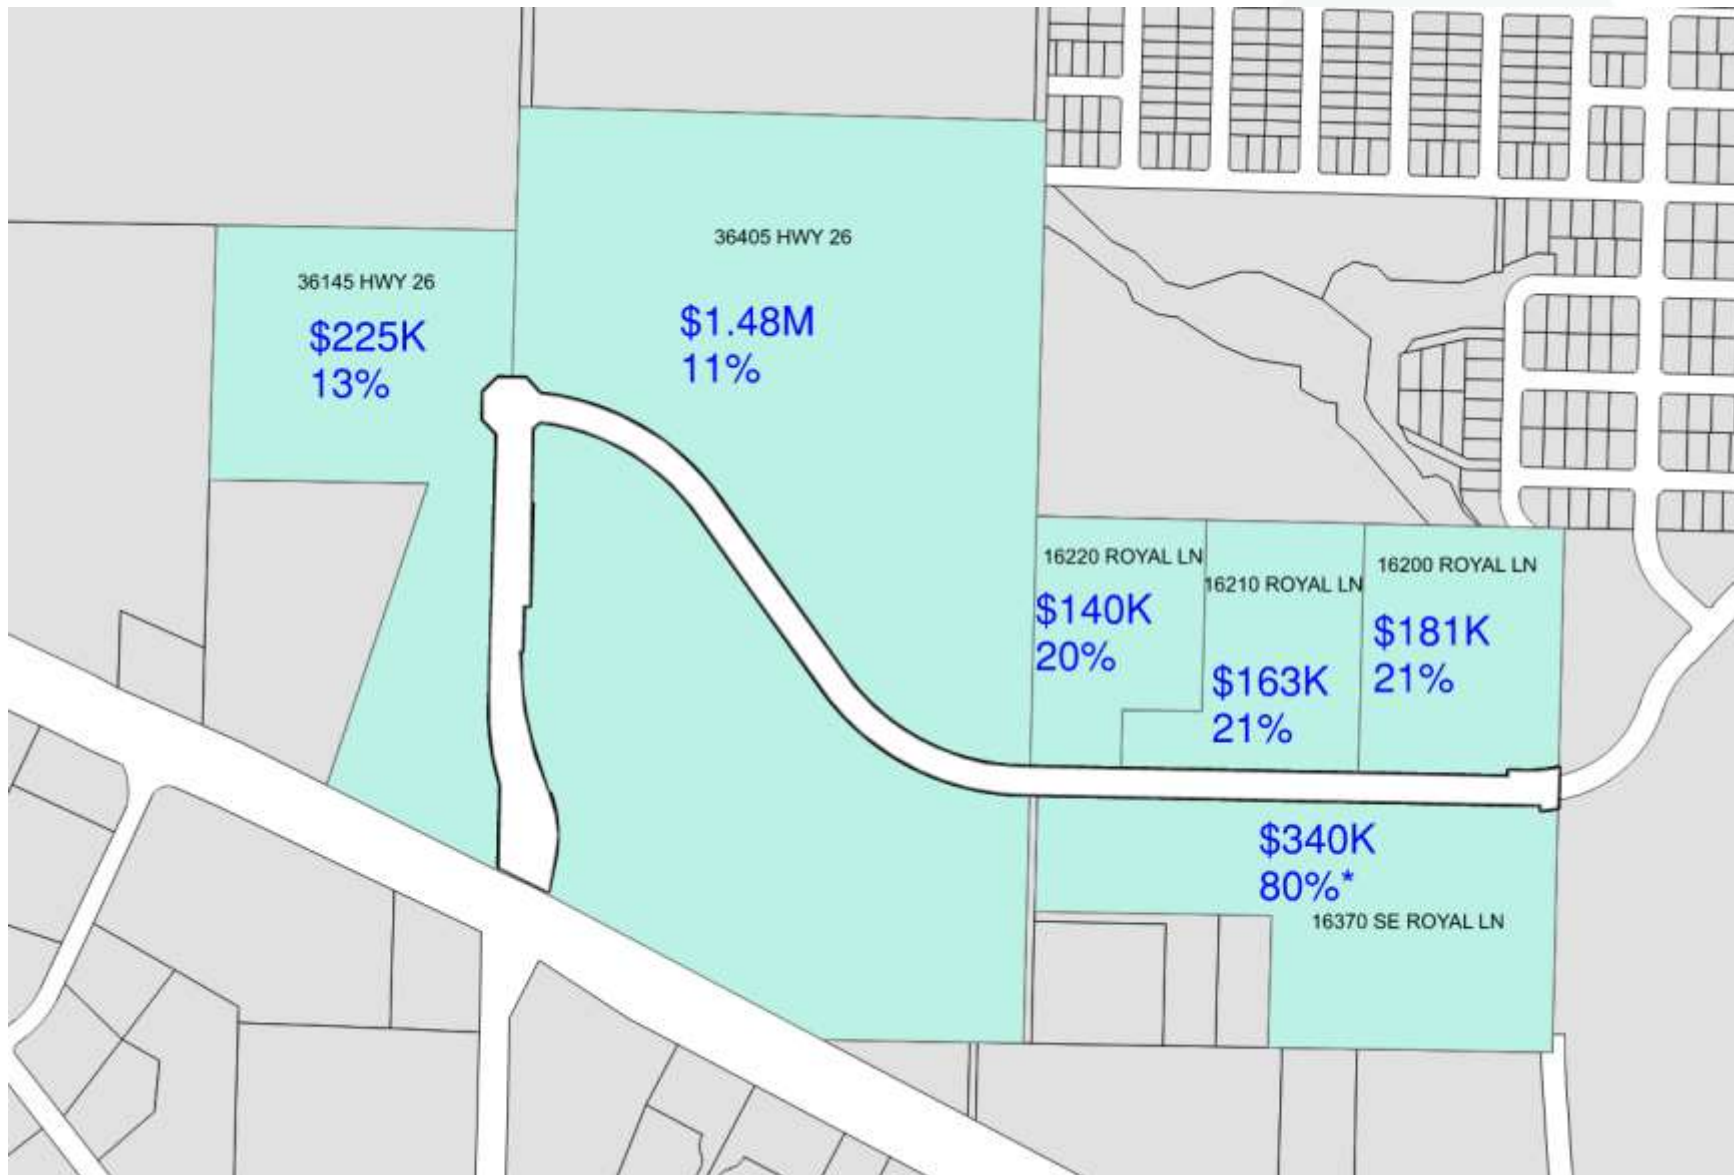 36405 HWY 26
$1.48M
11%
36145 HWY 26
$225K
13%
16220 ROYAL LN
$140K
20%
16210 ROYAL LN
$163K
21%
16200 ROYAL LN
$181K
21%
$340K
80%*
16370 SE ROYAL LN